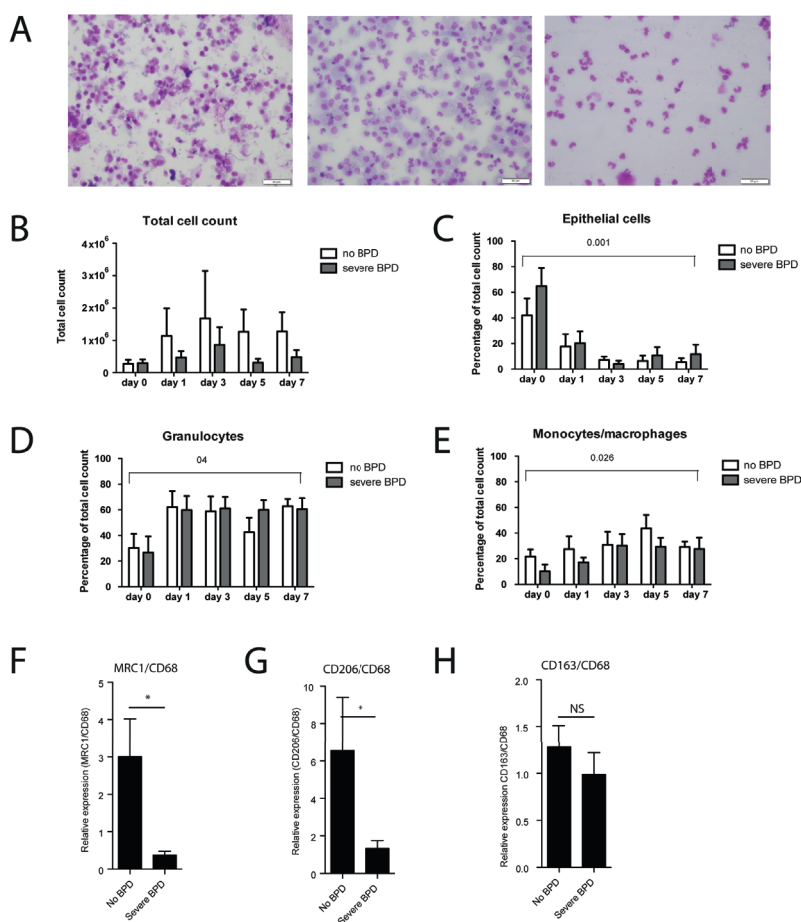 A
B
Total cell count
Total cell count
4×10⁶
3×10⁶
2×10⁶
1×10⁶
0
day 0 day 1 day 3 day 5 day 7
no BPD
severe BPD
C
Epithelial cells
Percentage of total cell count
100
80
60
40
20
0
0.001
day 0 day 1 day 3 day 5 day 7
no BPD
severe BPD
D
Granulocytes
Percentage of total cell count
100
80
60
40
20
0
04
day 0 day 1 day 3 day 5 day 7
no BPD
severe BPD
E
Monocytes/macrophages
Percentage of total cell count
100
80
60
40
20
0
0.026
day 0 day 1 day 3 day 5 day 7
no BPD
severe BPD
F
MRC1/CD68
Relative expression (MRC1/CD68)
5
4
3
2
1
0
*
No BPD
Severe BPD
G
CD206/CD68
Relative expression (CD206/CD68)
10
8
6
4
2
0
*
No BPD
Severe BPD
H
CD163/CD68
Relative expression CD163/CD68
2.0
1.5
1.0
0.5
0.0
NS
No BPD
Severe BPD